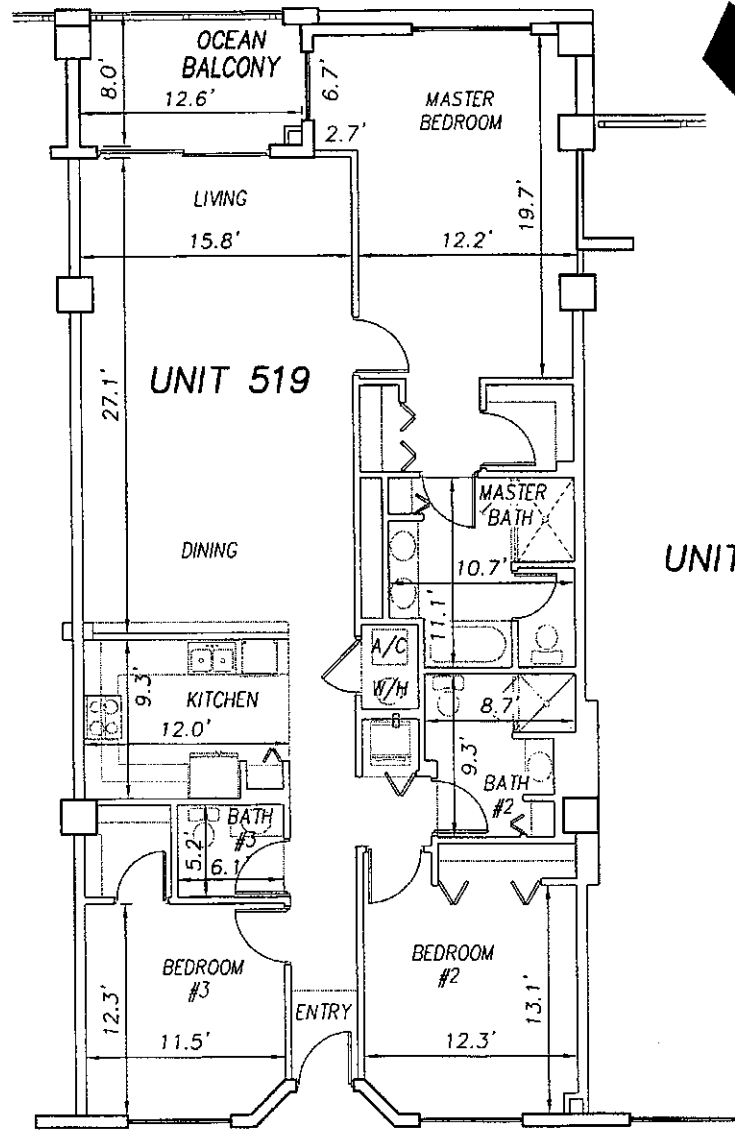 OCEAN
BALCONY
8.0'
12.6'
6.7'
2.7'
MASTER
BEDROOM
19.7'
LIVING
15.8'
12.2'
27.1'
UNIT 519
DINING
MASTER
BATH
10.7'
11.1'
UNIT
A/C
W/H
9.3'
KITCHEN
12.0'
8.7'
9.3'
BATH
#2
BATH
#3
5.2'
6.1'
BEDROOM
#3
12.3'
11.5'
ENTRY
BEDROOM
#2
13.1'
12.3'